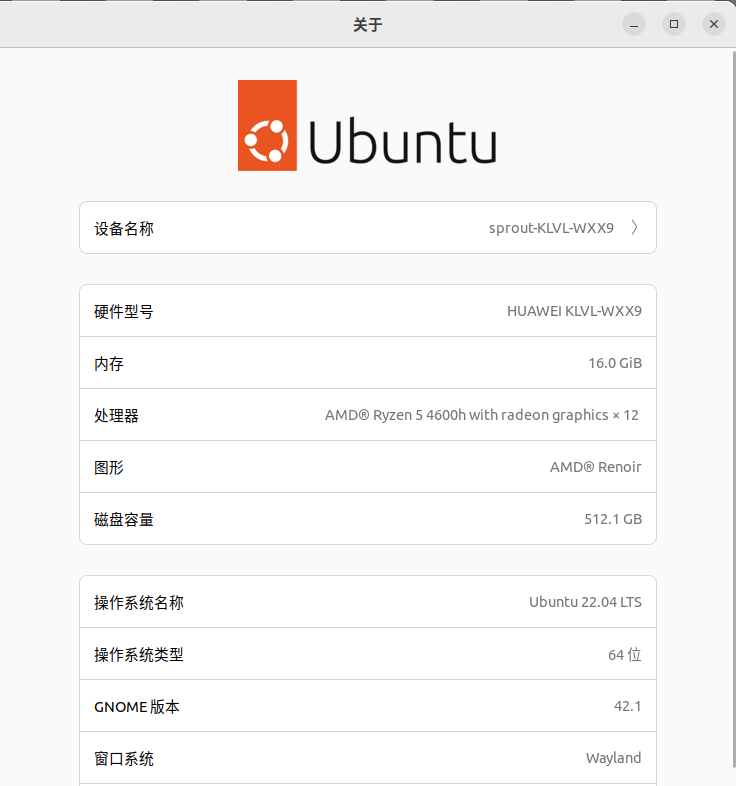 关于
Ubuntu
设备名称 sprout-KLVL-WXX9
硬件型号 HUAWEI KLVL-WXX9
内存 16.0 GiB
处理器 AMD® Ryzen 5 4600h with radeon graphics × 12
图形 AMD® Renoir
磁盘容量 512.1 GB
操作系统名称 Ubuntu 22.04 LTS
操作系统类型 64 位
GNOME 版本 42.1
窗口系统 Wayland